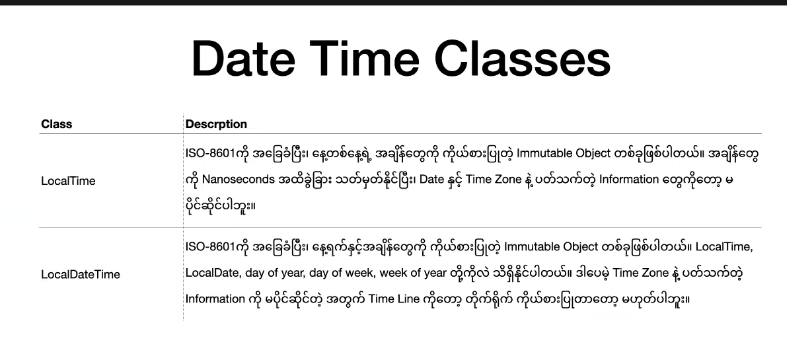 Date Time Classes
Class
Descrption
LocalTime
ISO-8601ကို အခြေခံပြီး၊ နေ့တစ်နေ့ရဲ့ အချိန်တွေကို ကိုယ်စားပြုတဲ့ Immutable Object တစ်ခုဖြစ်ပါတယ်။ အချိန်တွေ
ကို Nanoseconds အထိခွဲခြား သတ်မှတ်နိုင်ပြီး၊ Date နှင့် Time Zone နဲ့ ပတ်သက်တဲ့ Information တွေကိုတော့ မ
ပိုင်ဆိုင်ပါဘူး။
LocalDateTime
ISO-8601ကို အခြေခံပြီး၊ နေ့ရက်နှင့်အချိန်တွေကို ကိုယ်စားပြုတဲ့ Immutable Object တစ်ခုဖြစ်ပါတယ်။ LocalTime,
LocalDate, day of year, day of week, week of year တို့ကိုလဲ သိရှိနိုင်ပါတယ်။ ဒါပေမဲ့ Time Zone နဲ့ ပတ်သက်တဲ့
Information ကို မပိုင်ဆိုင်တဲ့ အတွက် Time Line ကိုတော့ တိုက်ရိုက် ကိုယ်စားပြုတာတော့ မဟုတ်ပါဘူး။